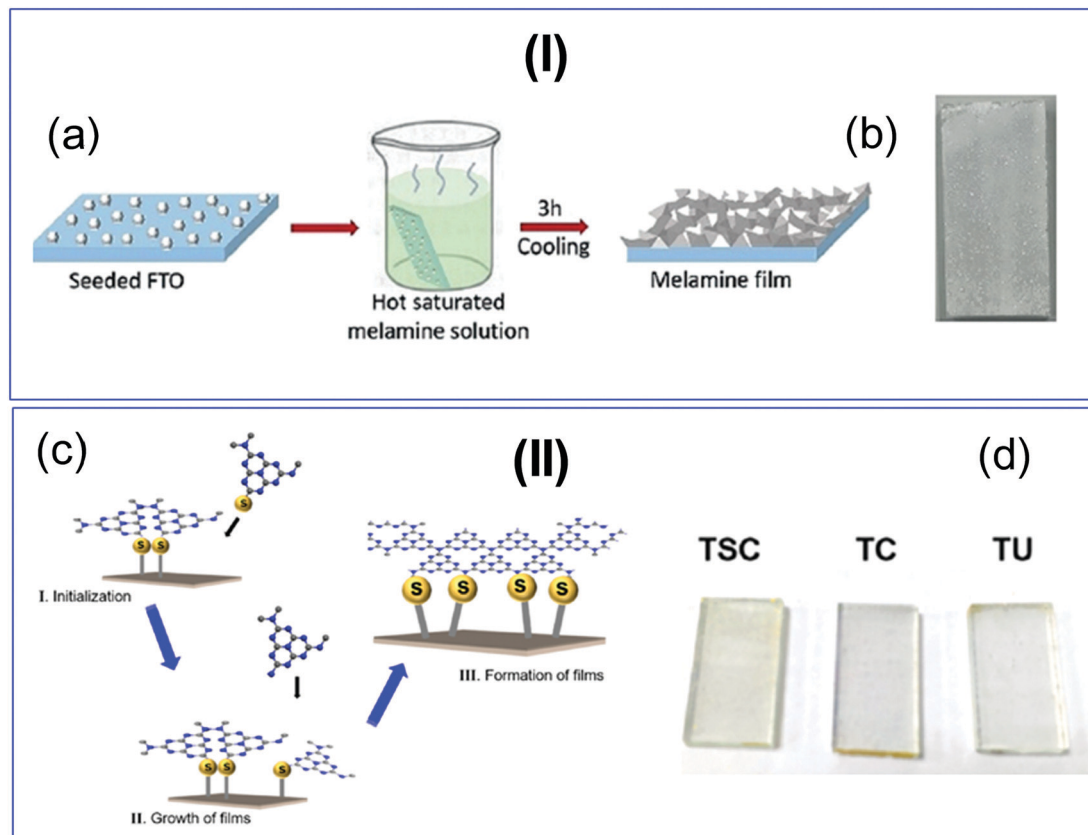 (I)
(a)
(b)
3h
Cooling
Seeded FTO
Hot saturated
melamine solution
Melamine film
(c)
(II)
(d)
S
S S
I. Initialization
S S S S
III. Formation of films
S S S
II. Growth of films
TSC TC TU